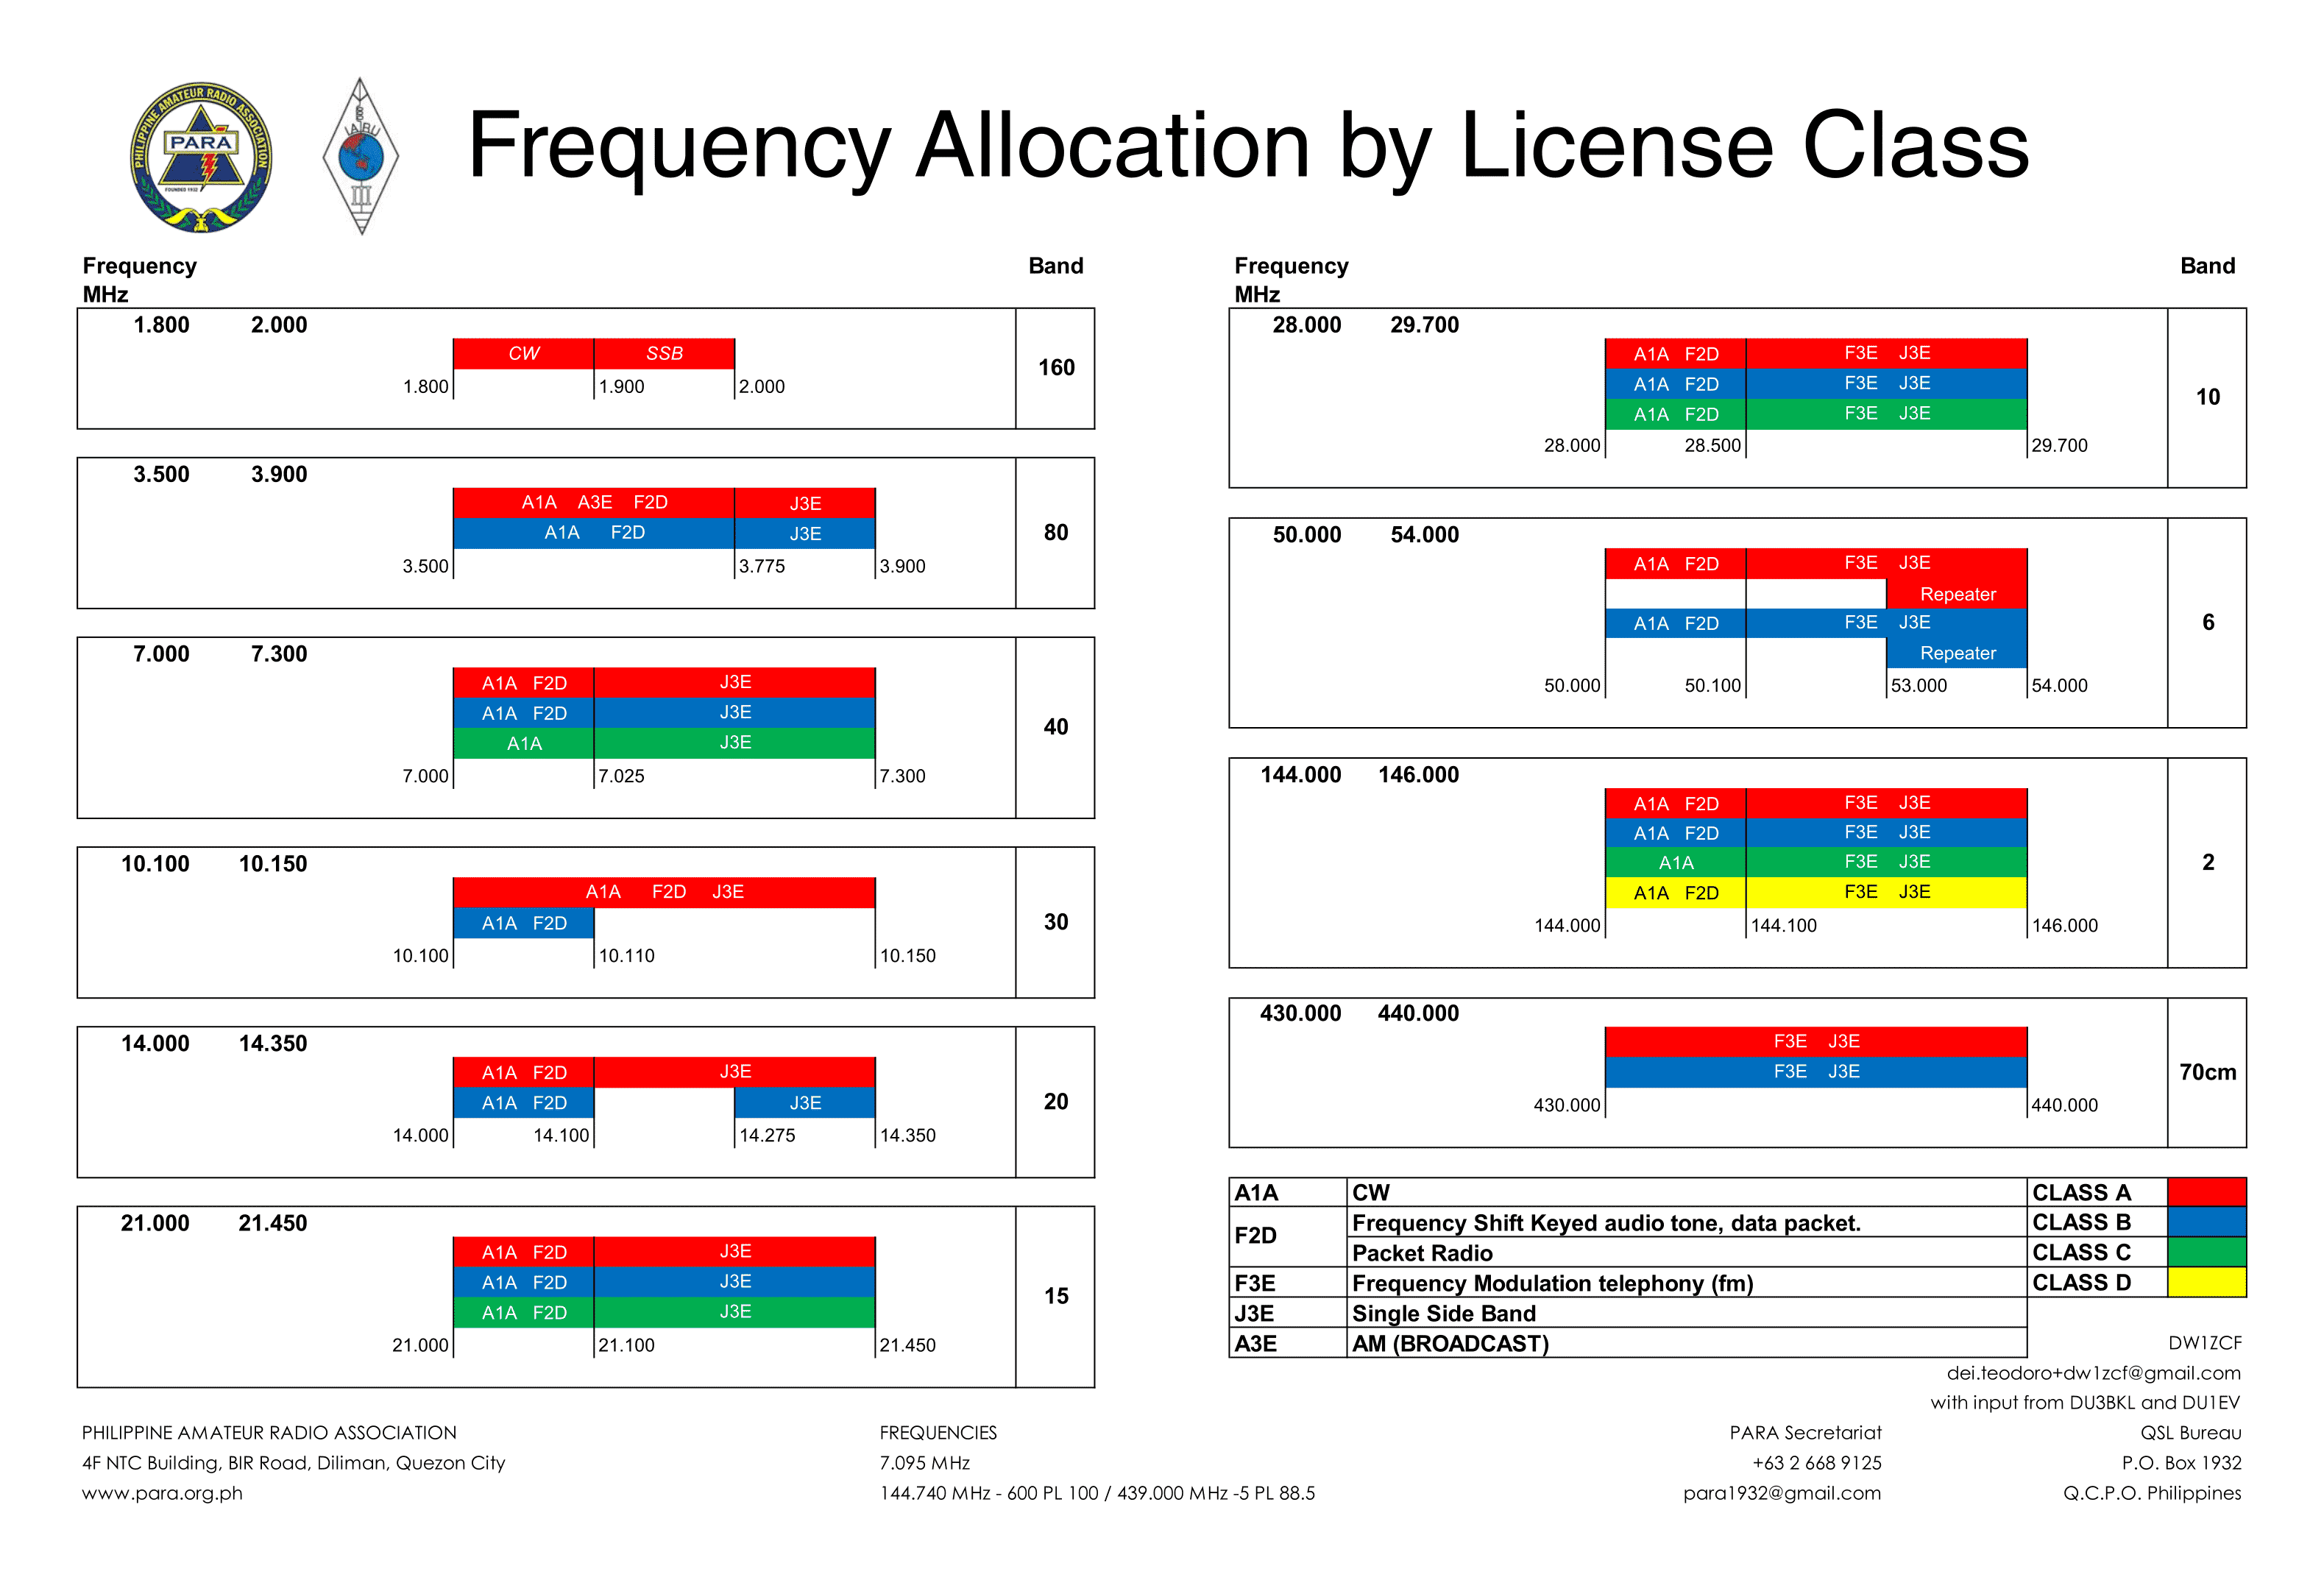 PHILIPPINE AMATEUR RADIO ASSOCIATION
PARA
FOUNDED 1932
IARU
III
Frequency Allocation by License Class
Frequency Band
MHz
1.800 2.000
CW SSB
160
1.800 1.900 2.000
3.500 3.900
A1A A3E F2D J3E
A1A F2D J3E
80
3.500 3.775 3.900
7.000 7.300
A1A F2D J3E
A1A F2D J3E
40
A1A J3E
7.000 7.025 7.300
10.100 10.150
A1A F2D J3E
A1A F2D
30
10.100 10.110 10.150
14.000 14.350
A1A F2D J3E
A1A F2D J3E
20
14.000 14.100 14.275 14.350
21.000 21.450
A1A F2D J3E
A1A F2D J3E
15
A1A F2D J3E
21.000 21.100 21.450
Frequency Band
MHz
28.000 29.700
A1A F2D F3E J3E
A1A F2D F3E J3E
10
A1A F2D F3E J3E
28.000 28.500 29.700
50.000 54.000
A1A F2D F3E J3E
Repeater
A1A F2D F3E J3E
6
Repeater
50.000 50.100 53.000 54.000
144.000 146.000
A1A F2D F3E J3E
A1A F2D F3E J3E
A1A F3E J3E
2
A1A F2D F3E J3E
144.000 144.100 146.000
430.000 440.000
F3E J3E
F3E J3E
70cm
430.000 440.000
A1A CW CLASS A
F2D Frequency Shift Keyed audio tone, data packet. CLASS B
Packet Radio CLASS C
F3E Frequency Modulation telephony (fm) CLASS D
J3E Single Side Band
A3E AM (BROADCAST)
DW1ZCF
dei.teodoro+dw1zcf@gmail.com
with input from DU3BKL and DU1EV
PHILIPPINE AMATEUR RADIO ASSOCIATION
4F NTC Building, BIR Road, Diliman, Quezon City
www.para.org.ph
FREQUENCIES
7.095 MHz
144.740 MHz - 600 PL 100 / 439.000 MHz -5 PL 88.5
PARA Secretariat
+63 2 668 9125
para1932@gmail.com
QSL Bureau
P.O. Box 1932
Q.C.P.O. Philippines